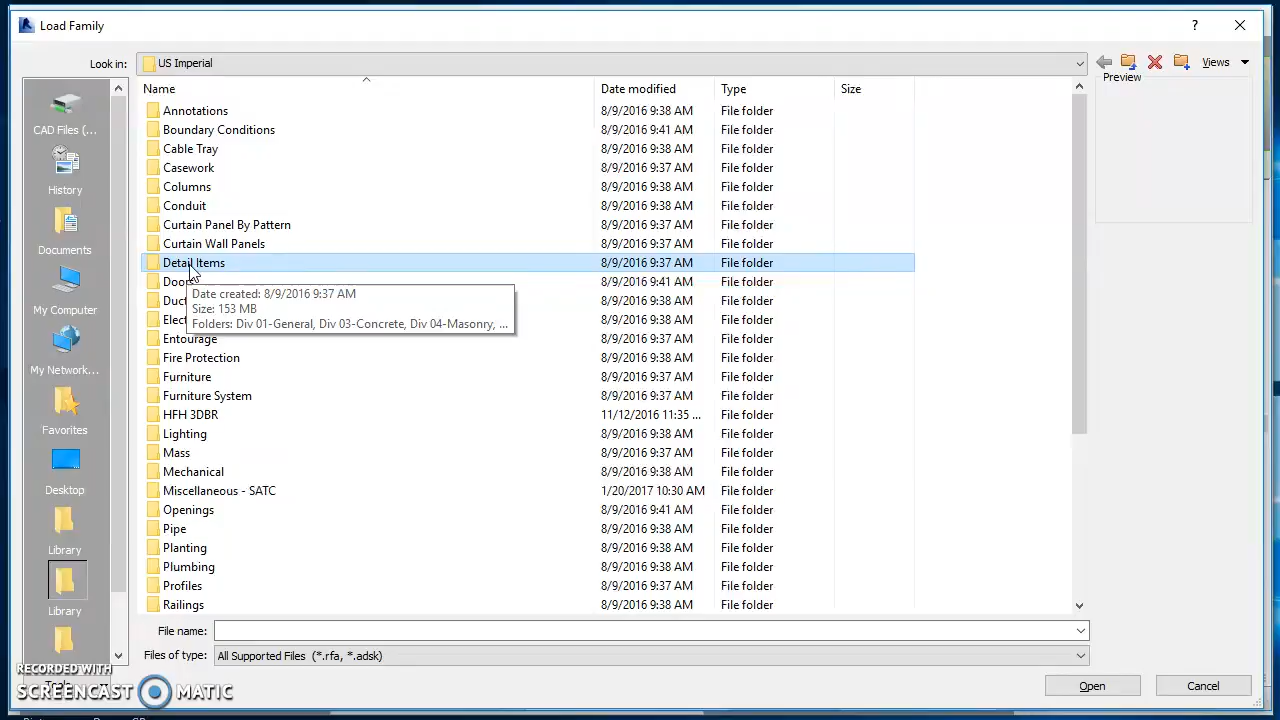 Load Family
?
Look in: US Imperial Views
Preview
Name Date modified Type Size
Annotations 8/9/2016 9:38 AM File folder
Boundary Conditions 8/9/2016 9:41 AM File folder
Cable Tray 8/9/2016 9:38 AM File folder
Casework 8/9/2016 9:37 AM File folder
Columns 8/9/2016 9:38 AM File folder
Conduit 8/9/2016 9:38 AM File folder
Curtain Panel By Pattern 8/9/2016 9:37 AM File folder
Curtain Wall Panels 8/9/2016 9:37 AM File folder
Detail Items 8/9/2016 9:37 AM File folder
Doo 8/9/2016 9:41 AM File folder
Duct 8/9/2016 9:38 AM File folder
Elect 8/9/2016 9:38 AM File folder
Entourage 8/9/2016 9:37 AM File folder
Fire Protection 8/9/2016 9:38 AM File folder
Furniture 8/9/2016 9:37 AM File folder
Furniture System 8/9/2016 9:37 AM File folder
HFH 3DBR 11/12/2016 11:35 ... File folder
Lighting 8/9/2016 9:38 AM File folder
Mass 8/9/2016 9:38 AM File folder
Mechanical 8/9/2016 9:38 AM File folder
Miscellaneous - SATC 1/20/2017 10:30 AM File folder
Openings 8/9/2016 9:41 AM File folder
Pipe 8/9/2016 9:38 AM File folder
Planting 8/9/2016 9:38 AM File folder
Plumbing 8/9/2016 9:38 AM File folder
Profiles 8/9/2016 9:37 AM File folder
Railings 8/9/2016 9:38 AM File folder
Date created: 8/9/2016 9:37 AM
Size: 153 MB
Folders: Div 01-General, Div 03-Concrete, Div 04-Masonry, ...
CAD Files (...
History
Documents
My Computer
My Network...
Favorites
Desktop
Library
Library
File name:
Files of type: All Supported Files (*.rfa, *.adsk)
Open Cancel
RECORDED WITH
SCREENCAST MATIC